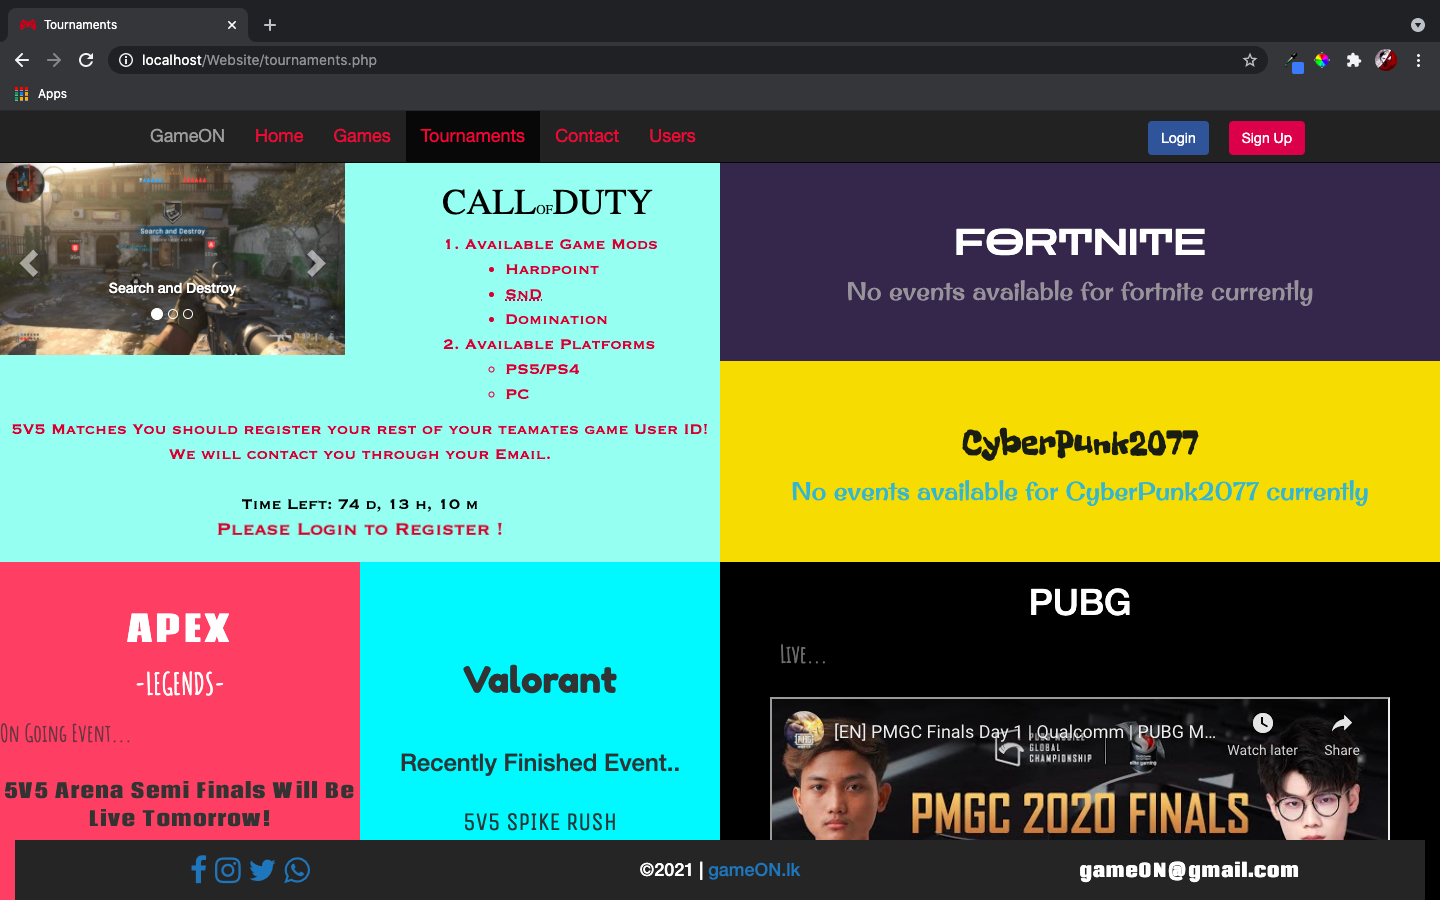 Tournaments
localhost/Website/tournaments.php
Apps
GameON Home Games Tournaments Contact Users Login Sign Up
Search and Destroy
Search and Destroy
CALLOFDUTY
1. Available Game Mods
• Hardpoint
• SnD
• Domination
2. Available Platforms
◦ PS5/PS4
◦ PC
5V5 Matches You should register your rest of your teamates game User ID!
We will contact you through your Email.
Time Left: 74 d, 13 h, 10 m
Please Login to Register !
FORTNITE
No events available for fortnite currently
CyberPunk2077
No events available for CyberPunk2077 currently
APEX
-LEGENDS-
On Going Event...
5V5 Arena Semi Finals Will Be
Live Tomorrow!
Valorant
Recently Finished Event..
5V5 SPIKE RUSH
PUBG
Live...
[EN] PMGC Finals Day 1 | Qualcomm | PUBG M...
Watch later
Share
GLOBAL
CHAMPIONSHIP
PMGC 2020 FINALS
©2021 | gameON.lk
gameON@gmail.com